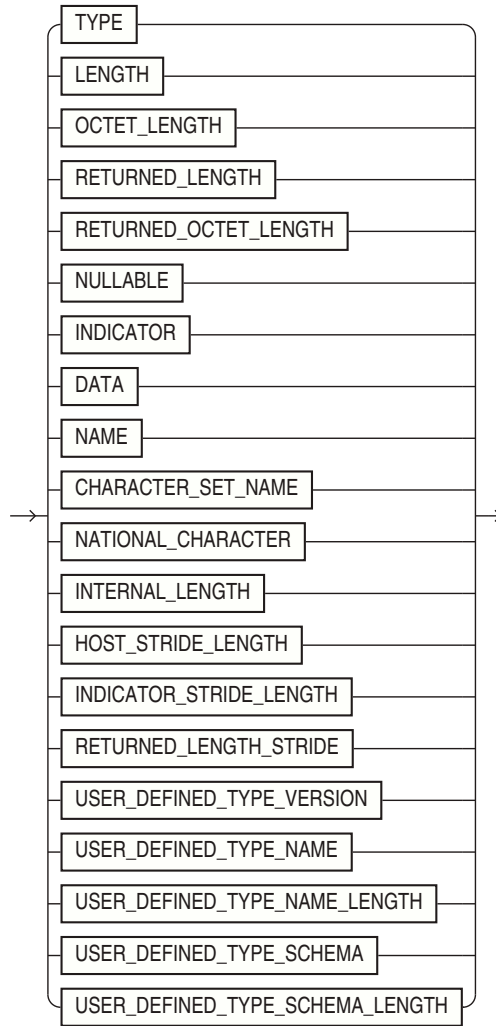 TYPE
LENGTH
OCTET_LENGTH
RETURNED_LENGTH
RETURNED_OCTET_LENGTH
NULLABLE
INDICATOR
DATA
NAME
CHARACTER_SET_NAME
NATIONAL_CHARACTER
INTERNAL_LENGTH
HOST_STRIDE_LENGTH
INDICATOR_STRIDE_LENGTH
RETURNED_LENGTH_STRIDE
USER_DEFINED_TYPE_VERSION
USER_DEFINED_TYPE_NAME
USER_DEFINED_TYPE_NAME_LENGTH
USER_DEFINED_TYPE_SCHEMA
USER_DEFINED_TYPE_SCHEMA_LENGTH